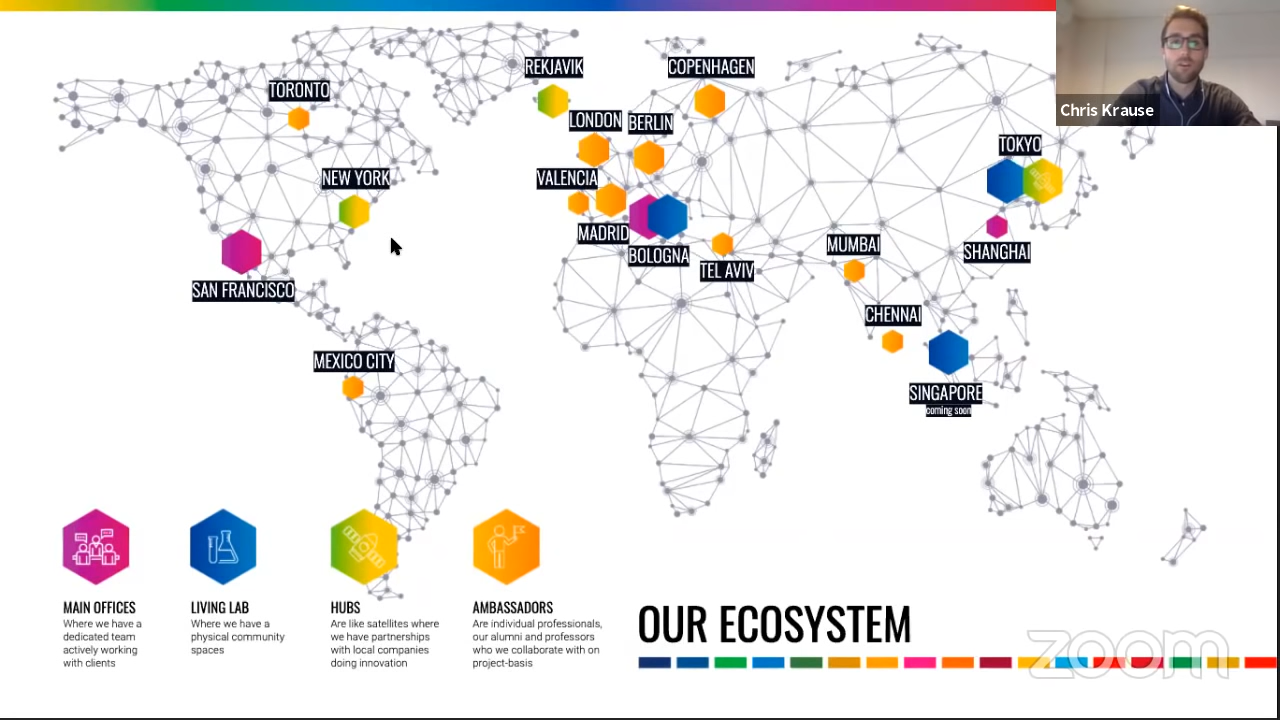 REKJAVIK
COPENHAGEN
TORONTO
Chris Krause
LONDON
BERLIN
TOKYO
NEW YORK
VALENCIA
MADRID
BOLOGNA
TEL AVIV
MUMBAI
SHANGHAI
SAN FRANCISCO
CHENNAI
MEXICO CITY
SINGAPORE
coming soon
MAIN OFFICES
Where we have a
dedicated team
actively working
with clients
LIVING LAB
Where we have a
physical community
spaces
HUBS
Are like satellites where
we have partnerships
with local companies
doing innovation
AMBASSADORS
Are individual professionals,
our alumni and professors
who we collaborate with on
project-basis
OUR ECOSYSTEM
zoom